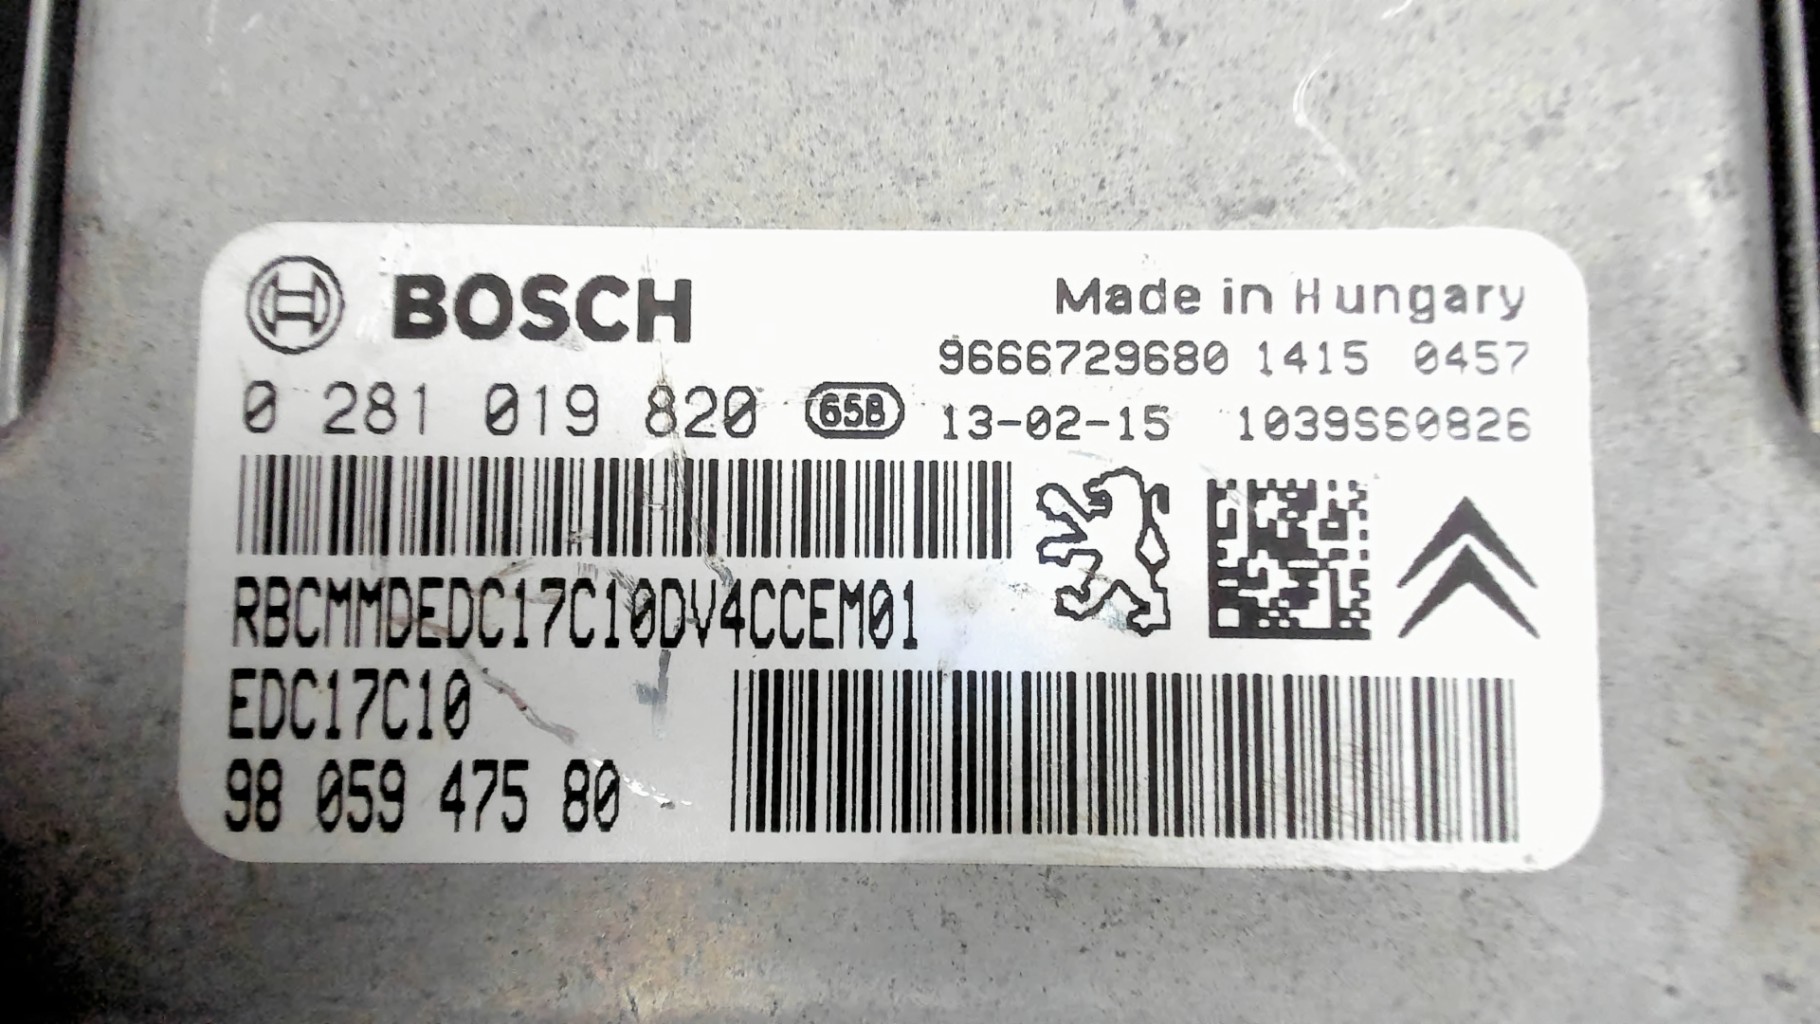 BOSCH
Made in Hungary
9666729680 1415 0457
0 281 019 820 65B 13-02-15 1039S60826
RBCMMDEDC17C10DV4CCEM01
EDC17C10
98 059 475 80